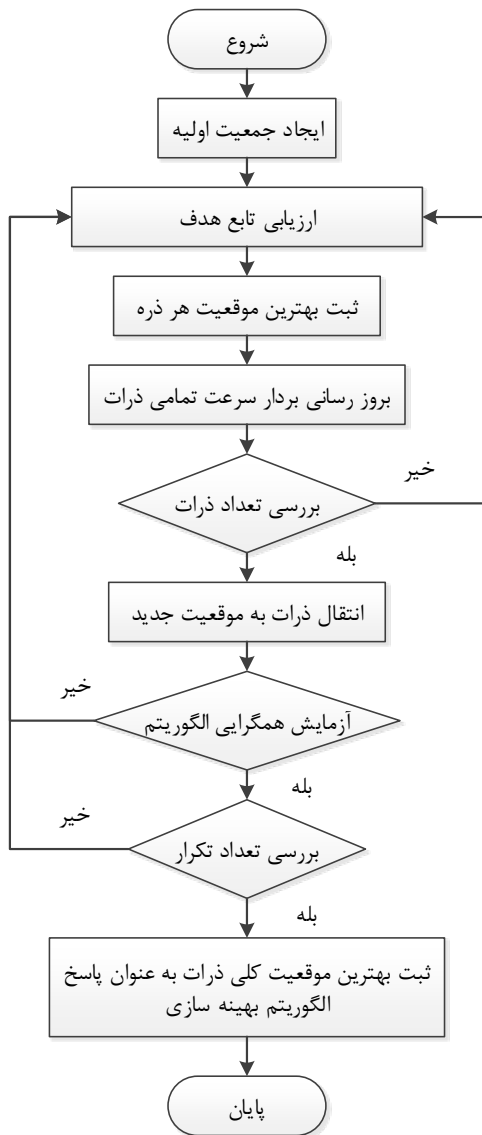 شروع
ایجاد جمعیت اولیه
ارزیابی تابع هدف
ثبت بهترین موقعیت هر ذره
بروز رسانی بردار سرعت تمامی ذرات
خیر
بررسی تعداد ذرات
بله
انتقال ذرات به موقعیت جدید
خیر
آزمایش همگرایی الگوریتم
بله
خیر
بررسی تعداد تکرار
بله
ثبت بهترین موقعیت کلی ذرات به عنوان پاسخ
الگوریتم بهینه سازی
پایان